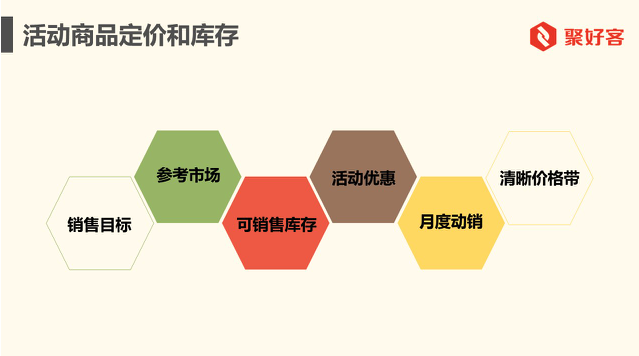 活动商品定价和库存
聚好客
销售目标
参考市场
可销售库存
活动优惠
月度动销
清晰价格带